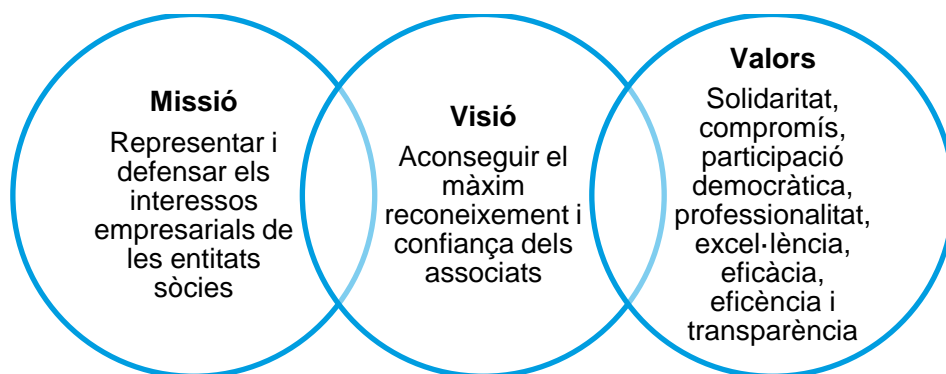 Missió
Representar i
defensar els
interessos
empresarials de
les entitats
sòcies
Visió
Aconseguir el
màxim
reconeixement i
confiança dels
associats
Valors
Solidaritat,
compromís,
participació
democràtica,
professionalitat,
excel·lència,
eficàcia,
eficència i
transparència